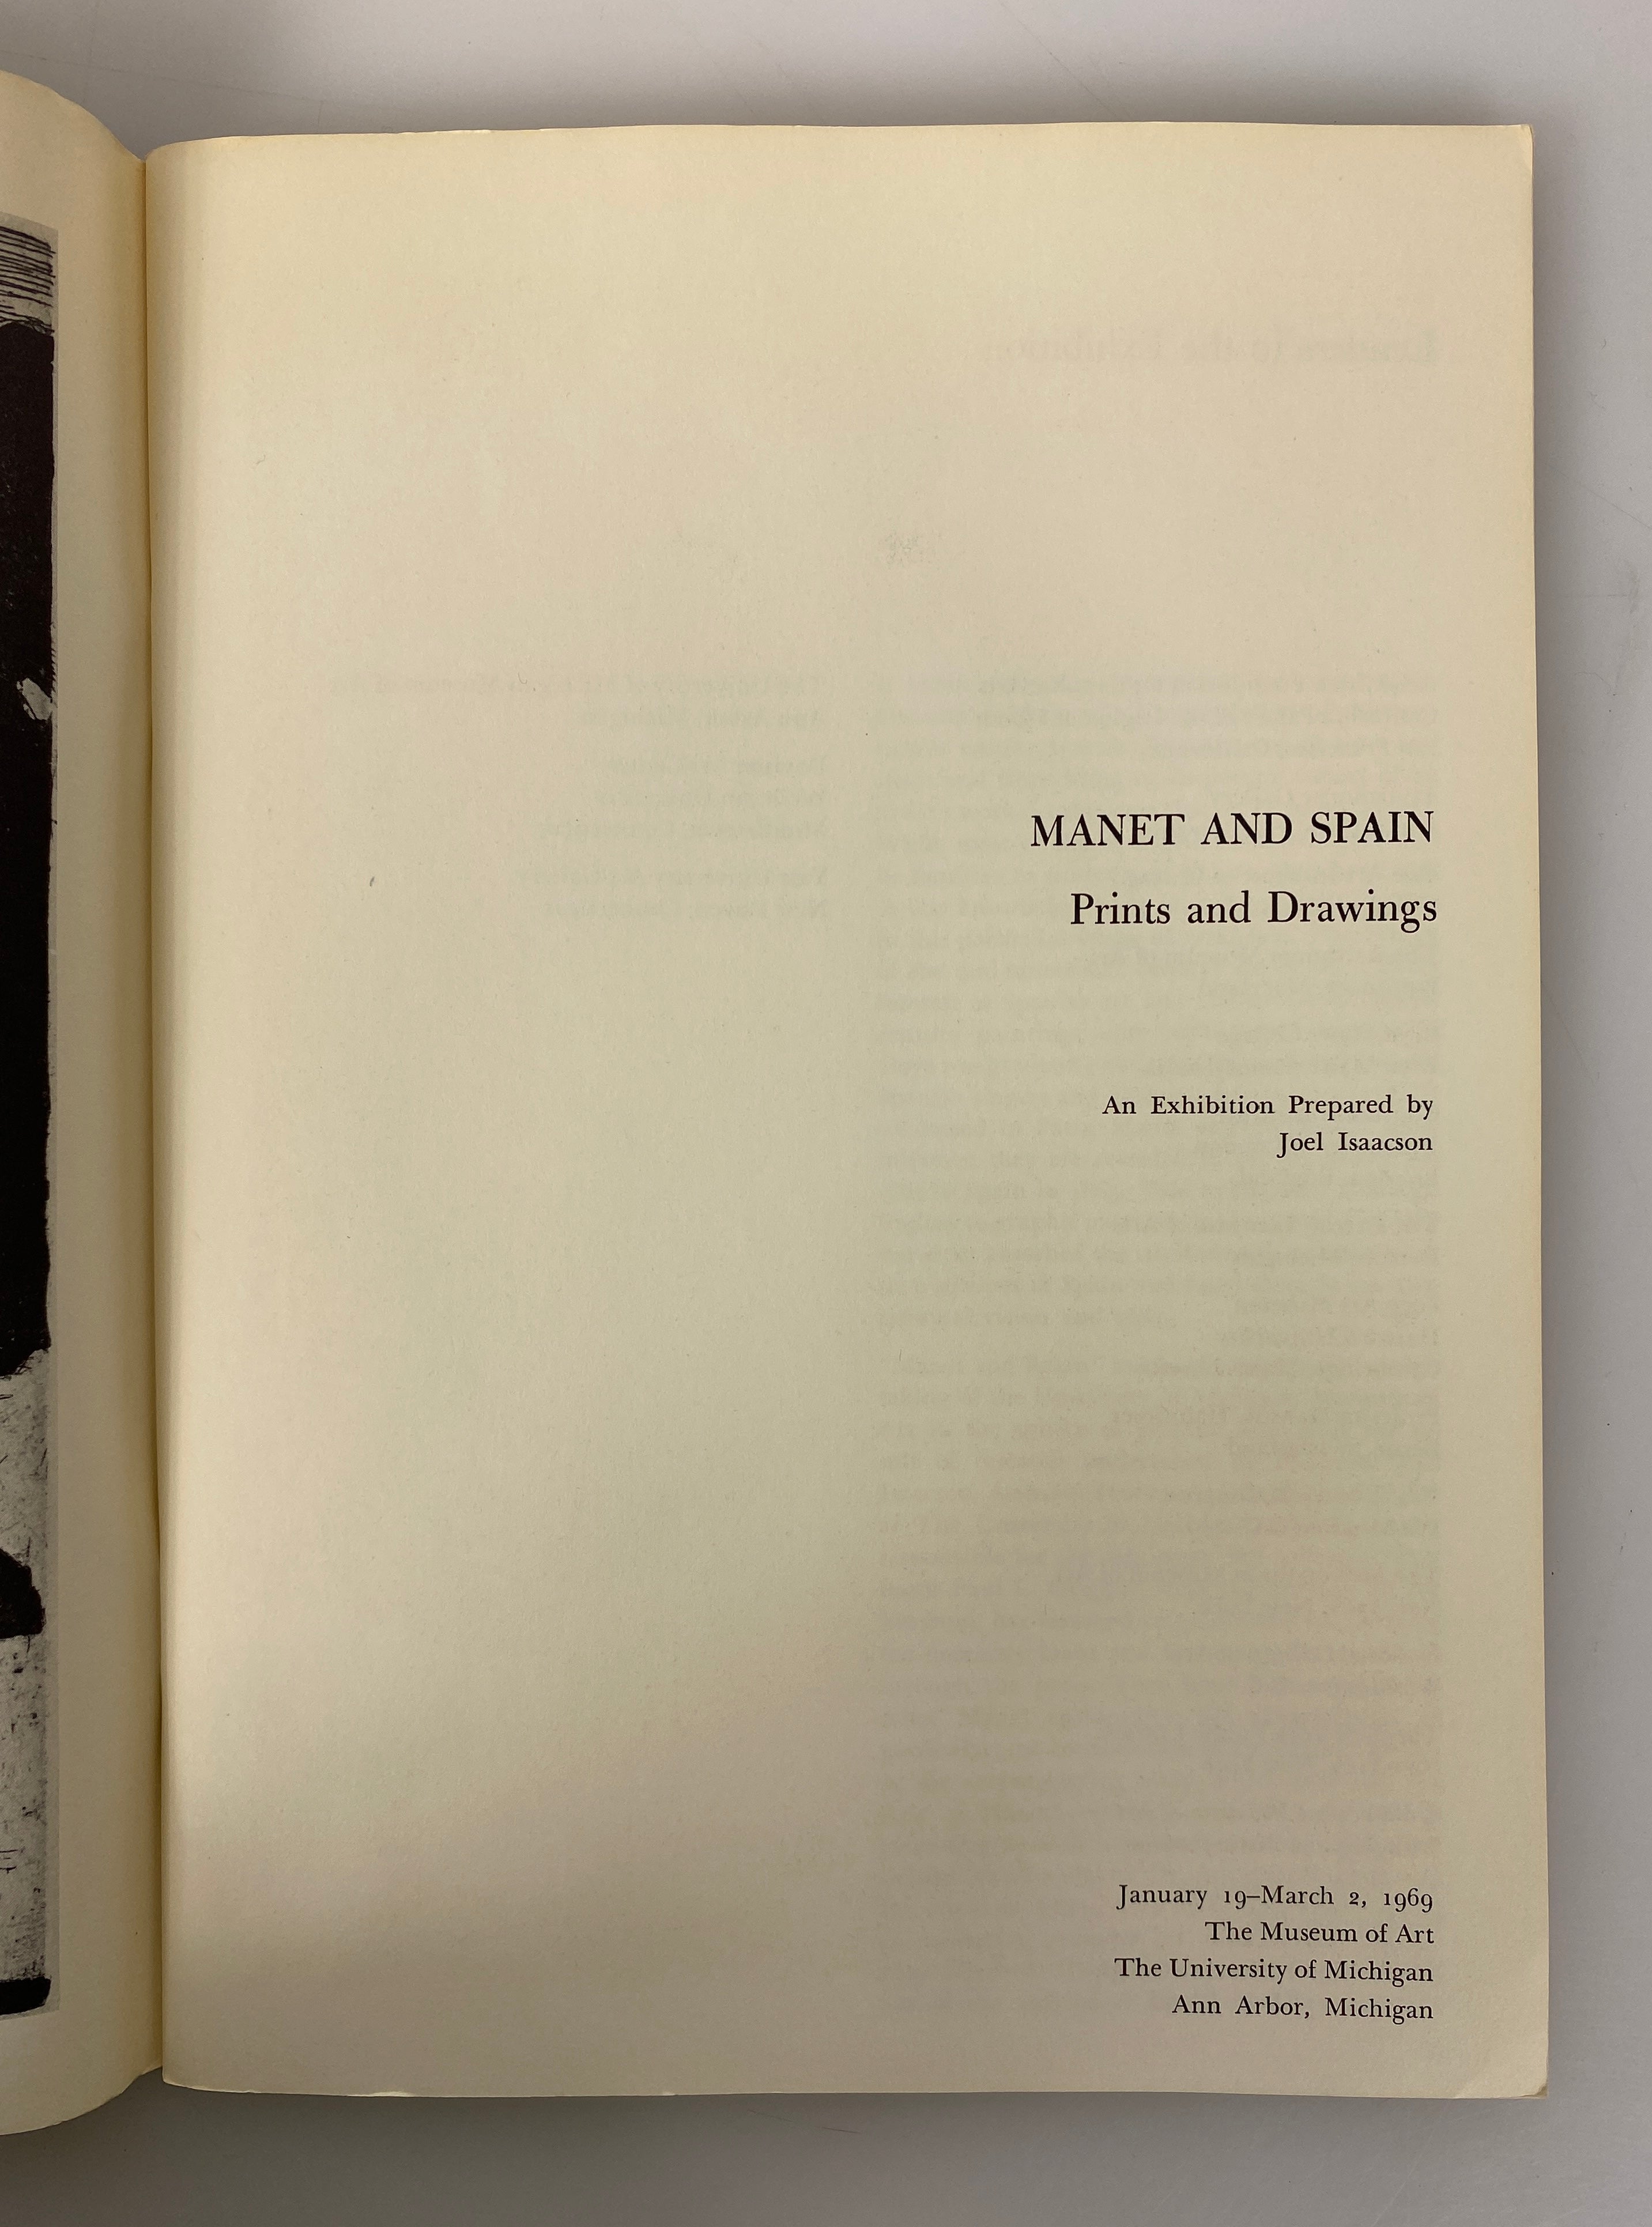 MANET AND SPAIN
Prints and Drawings
An Exhibition Prepared by
Joel Isaacson
January 19–March 2, 1969
The Museum of Art
The University of Michigan
Ann Arbor, Michigan